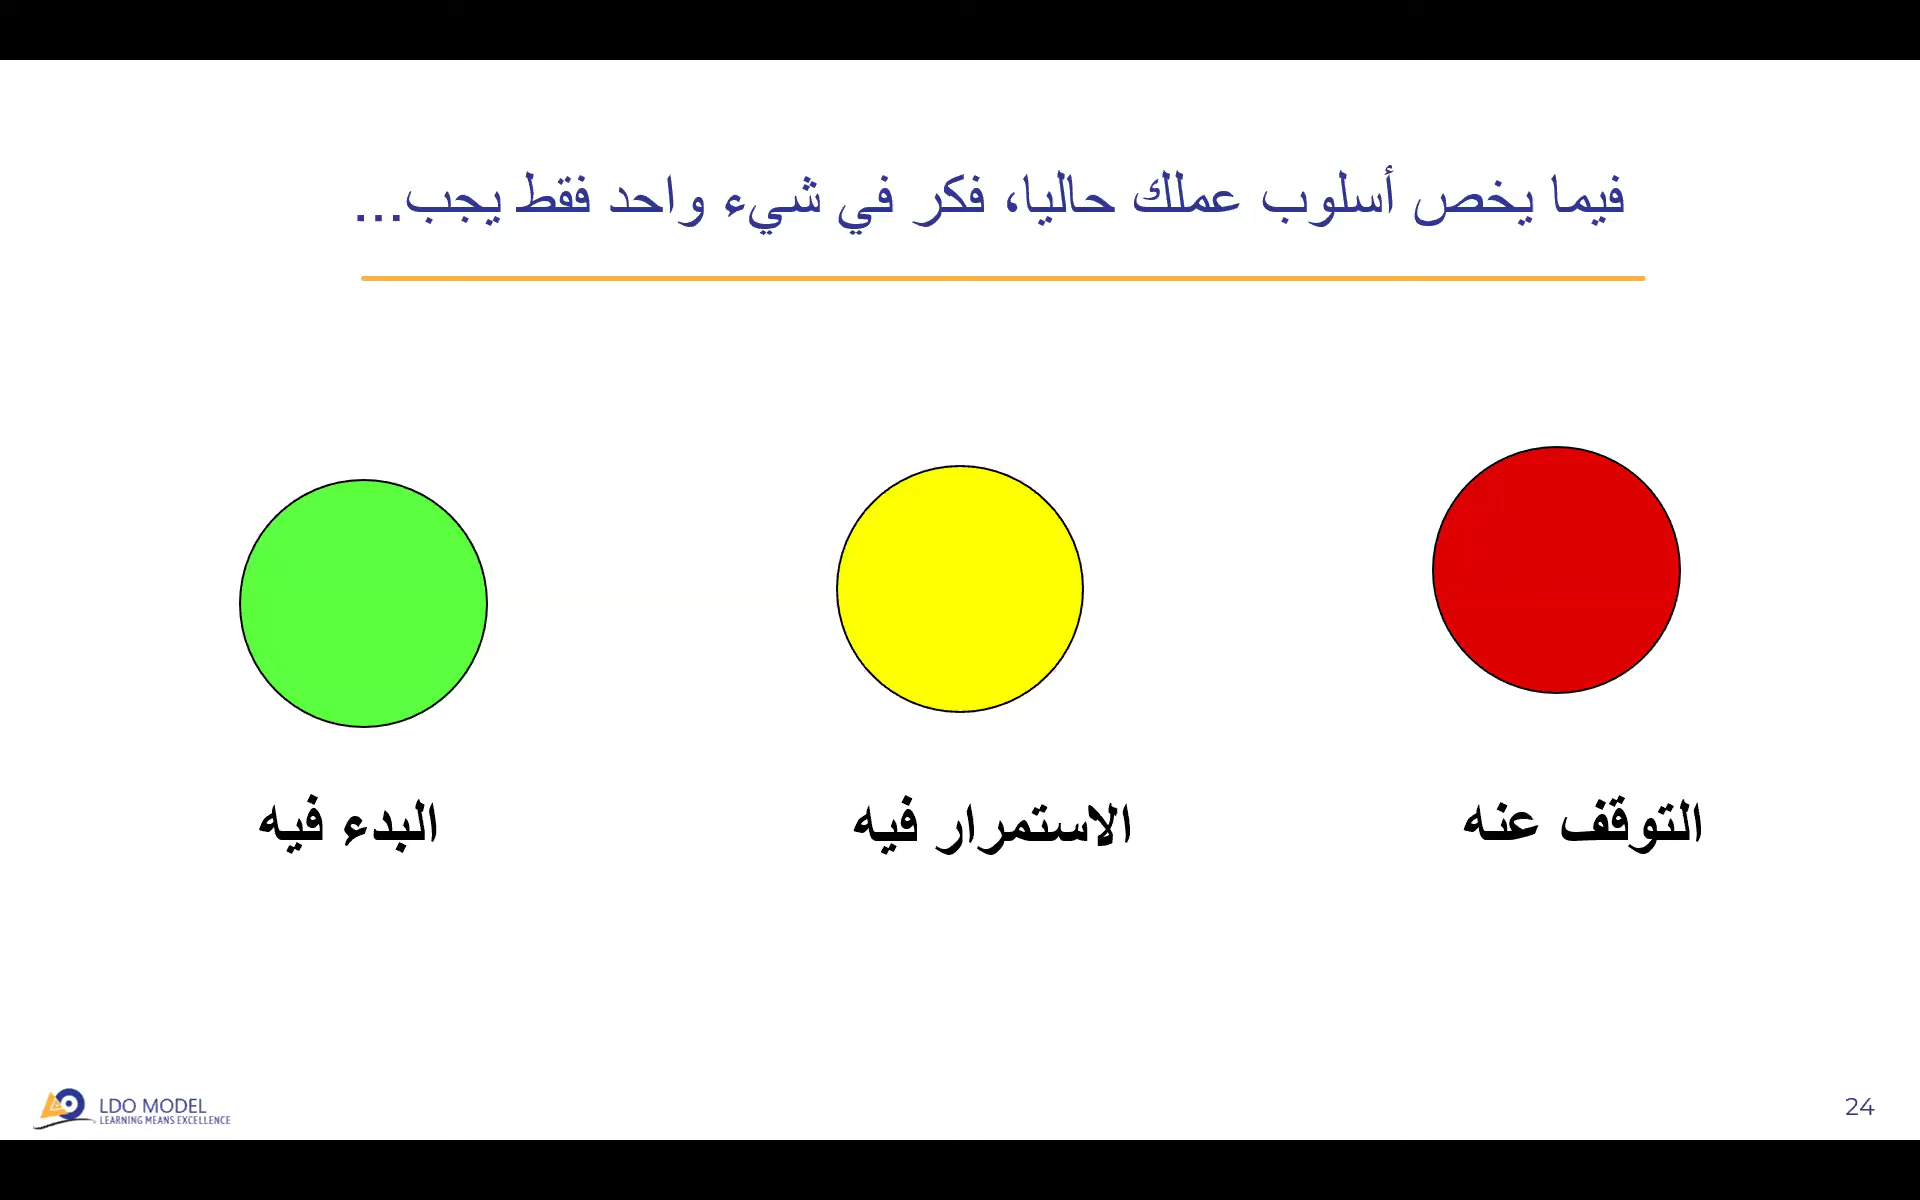 فيما يخص أسلوب عملك حاليا، فكر في شيء واحد فقط يجب...
التوقف عنه
الاستمرار فيه
البدء فيه
LDO MODEL
LEARNING MEANS EXCELLENCE
24